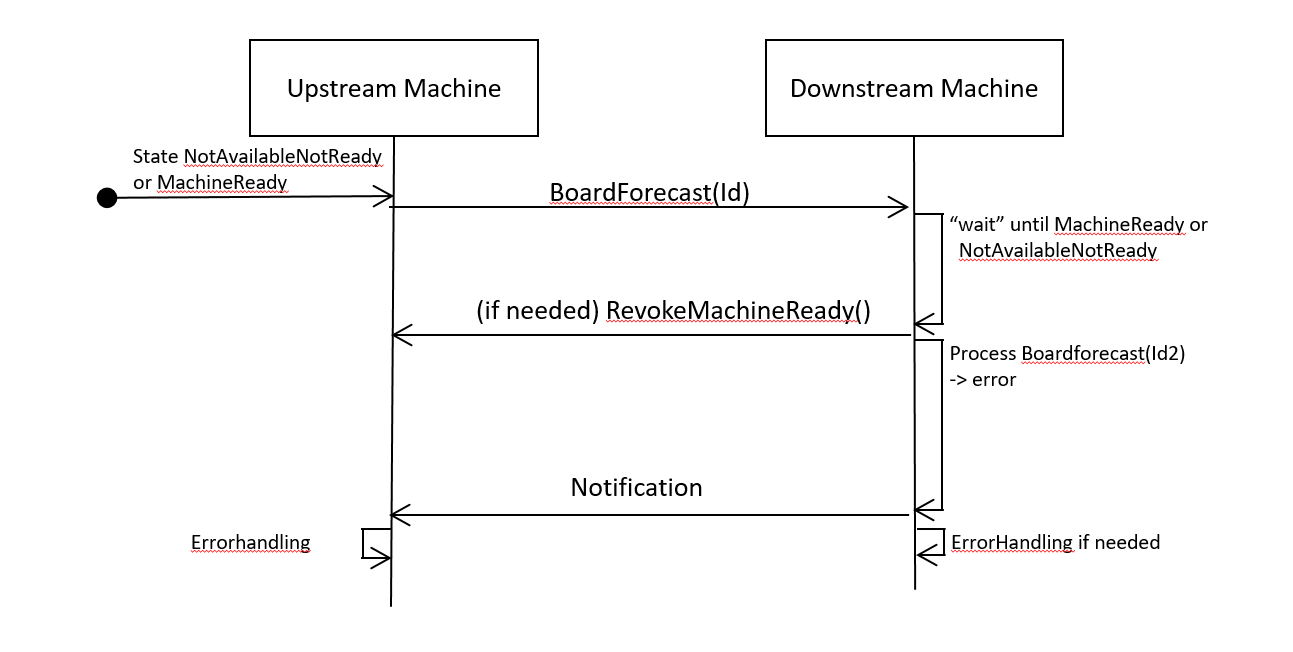 Upstream Machine
Downstream Machine
State NotAvailableNotReady
or MachineReady
BoardForecast(Id)
“wait” until MachineReady or
NotAvailableNotReady
(if needed) RevokeMachineReady()
Process Boardforecast(Id2)
-> error
Notification
Errorhandling
ErrorHandling if needed